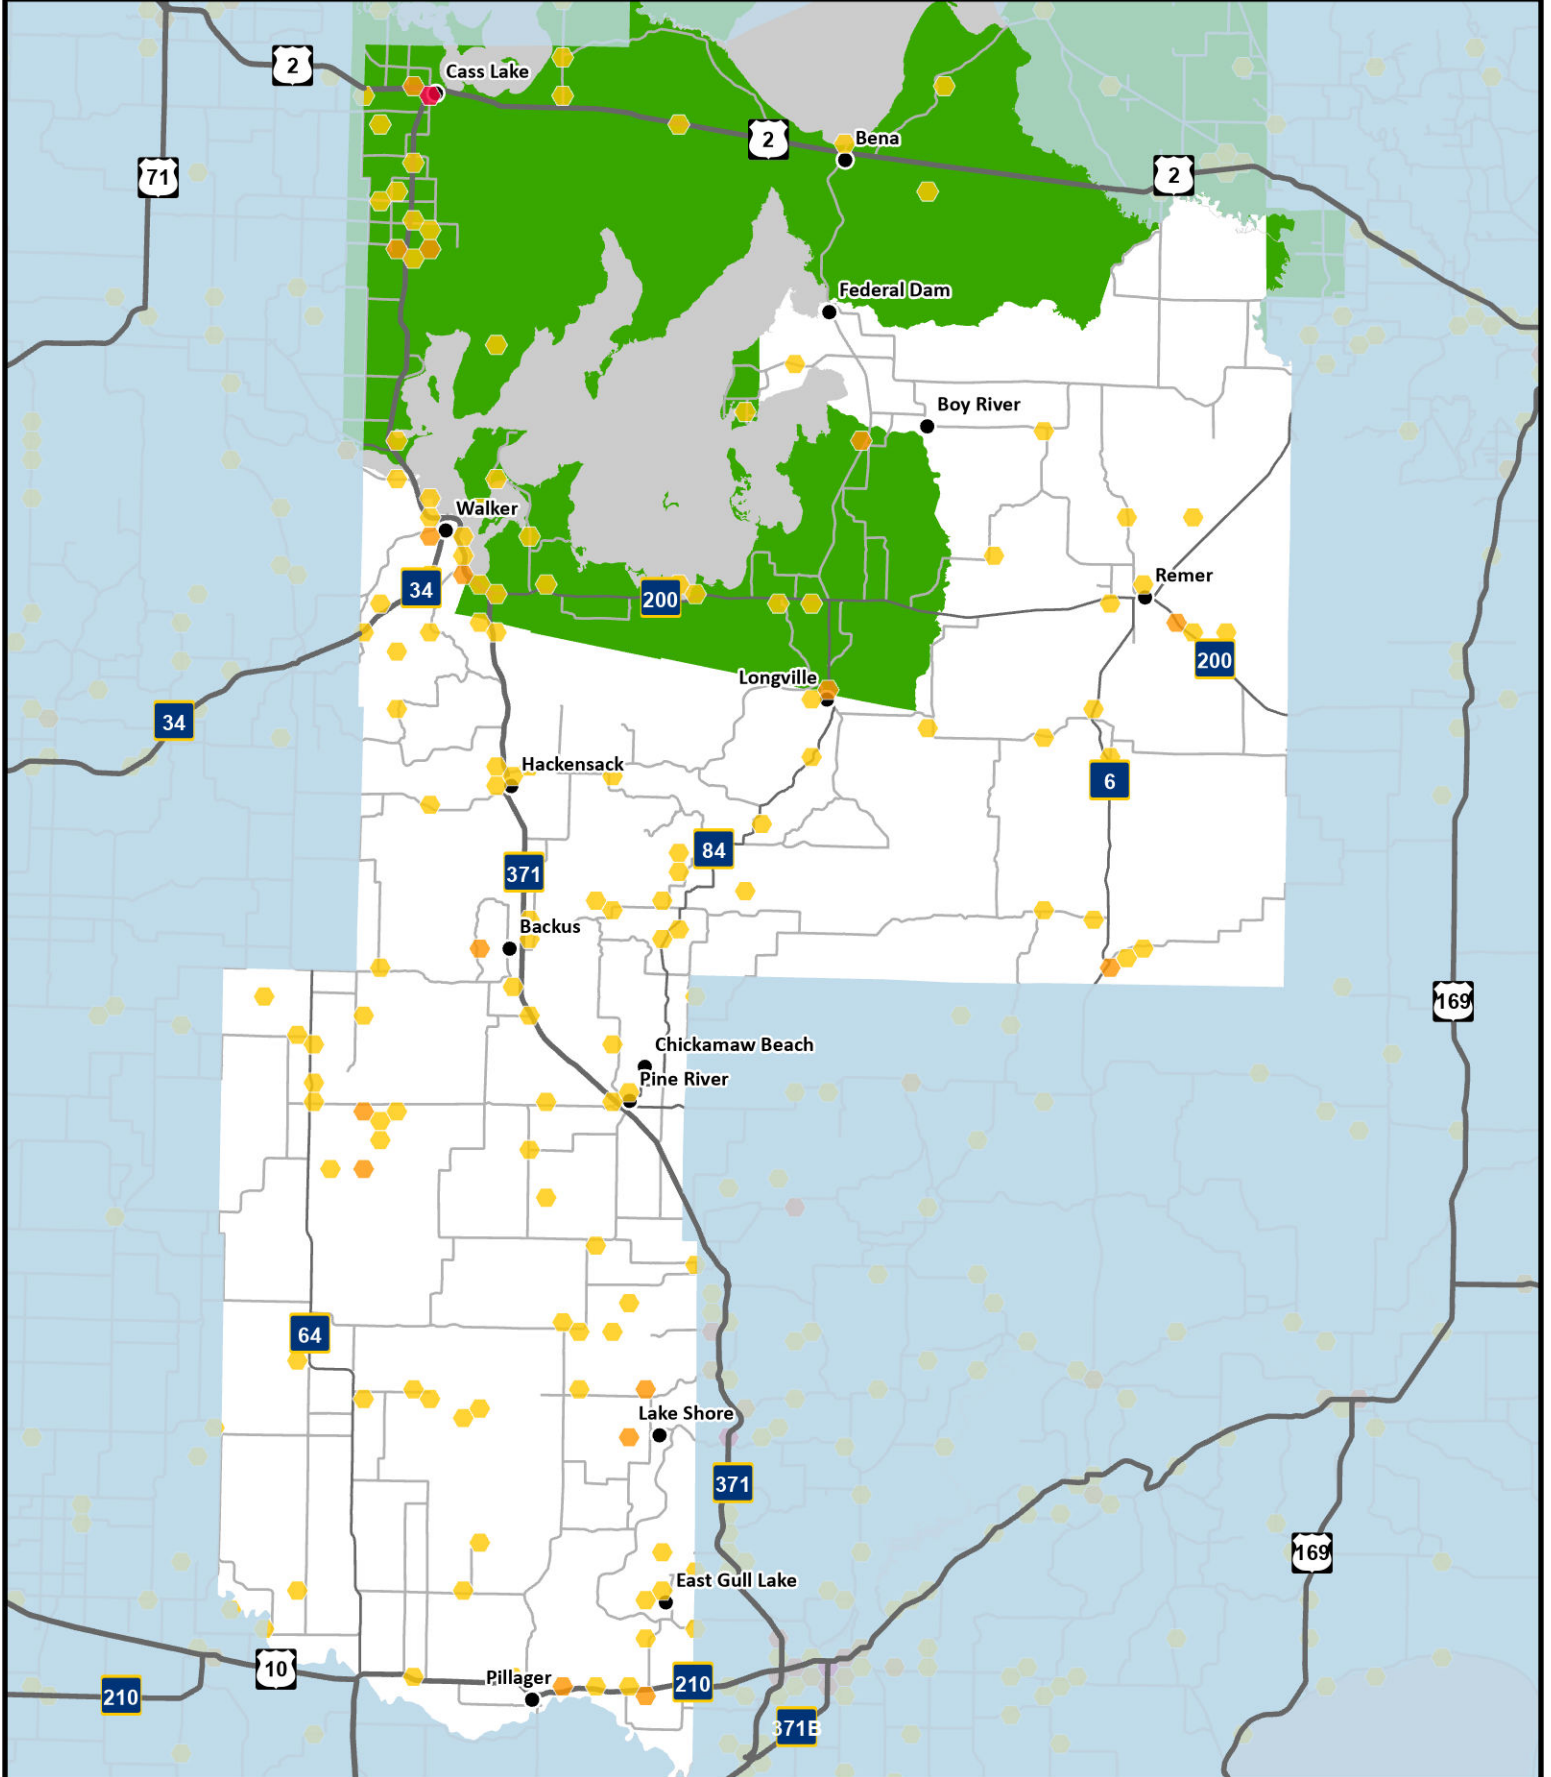 2
Cass Lake
2
Bena
71
2
Federal Dam
Boy River
Walker
34
200
Remer
200
Longville
34
Hackensack
6
84
371
Backus
169
Chickamaw Beach
Pine River
64
Lake Shore
371
169
East Gull Lake
10
Pillager
210
210
371B